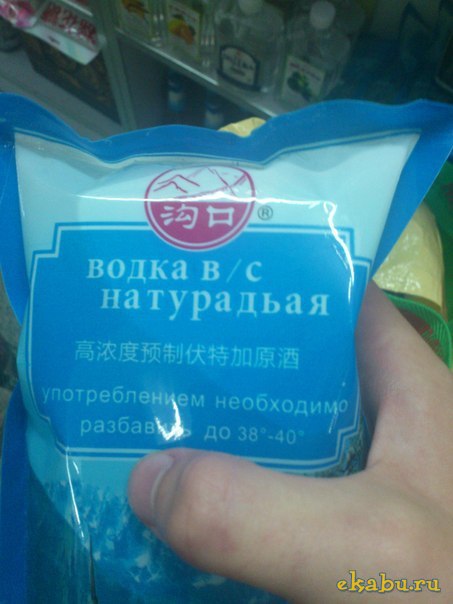 沟口
®
водка в/с
натурадьая
高浓度预制伏特加原酒
употреблением необходимо
до 38°-40°
ekabu.ru